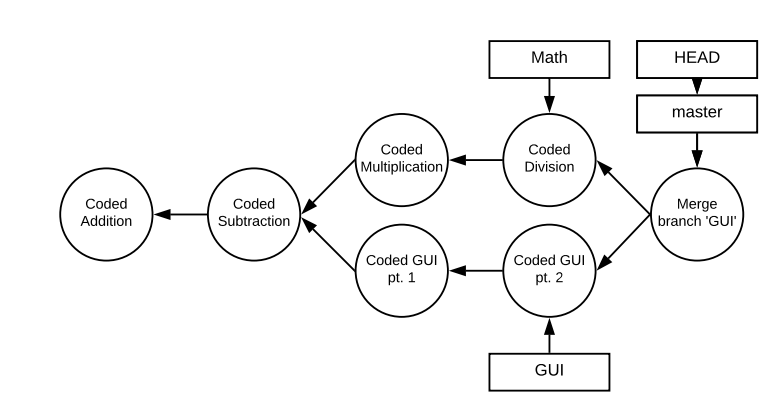 Math
HEAD
master
Coded
Multiplication
Coded
Division
Coded
Addition
Coded
Subtraction
Merge
branch 'GUI'
Coded GUI
pt. 1
Coded GUI
pt. 2
GUI